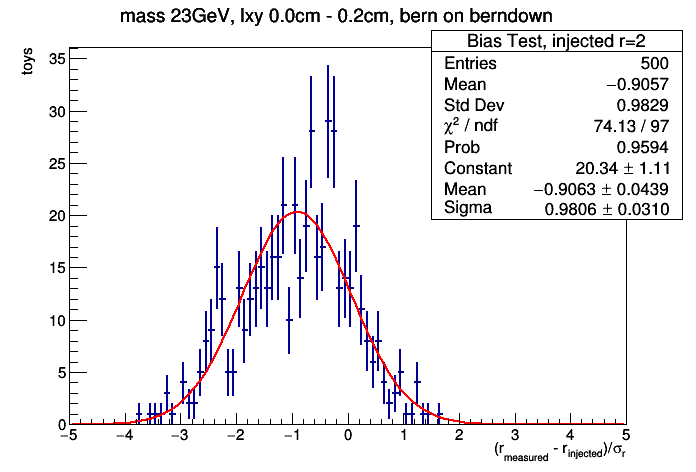 mass 23GeV, lxy 0.0cm - 0.2cm, bern on berndown
toys
Bias Test, injected r=2
Entries 500
Mean −0.9057
Std Dev 0.9829
χ² / ndf 74.13 / 97
Prob 0.9594
Constant 20.34 ± 1.11
Mean −0.9063 ± 0.0439
Sigma 0.9806 ± 0.0310
35
30
25
20
15
10
5
0
−5 −4 −3 −2 −1 0 1 2 3 4 5
(r_measured - r_injected)/σ_r